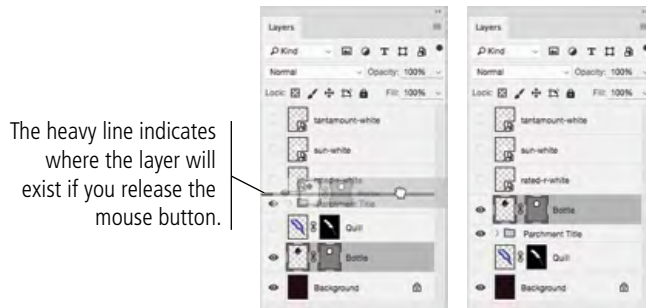 The heavy line indicates
where the layer will
exist if you release the
mouse button.
Layers
Kind
Normal
Opacity: 100%
Lock:
Fill: 100%
tantamount-white
sun-white
Parchment Title
Quill
Bottle
Background
Layers
Kind
Normal
Opacity: 100%
Lock:
Fill: 100%
tantamount-white
sun-white
rated-r-white
Bottle
Parchment Title
Quill
Background